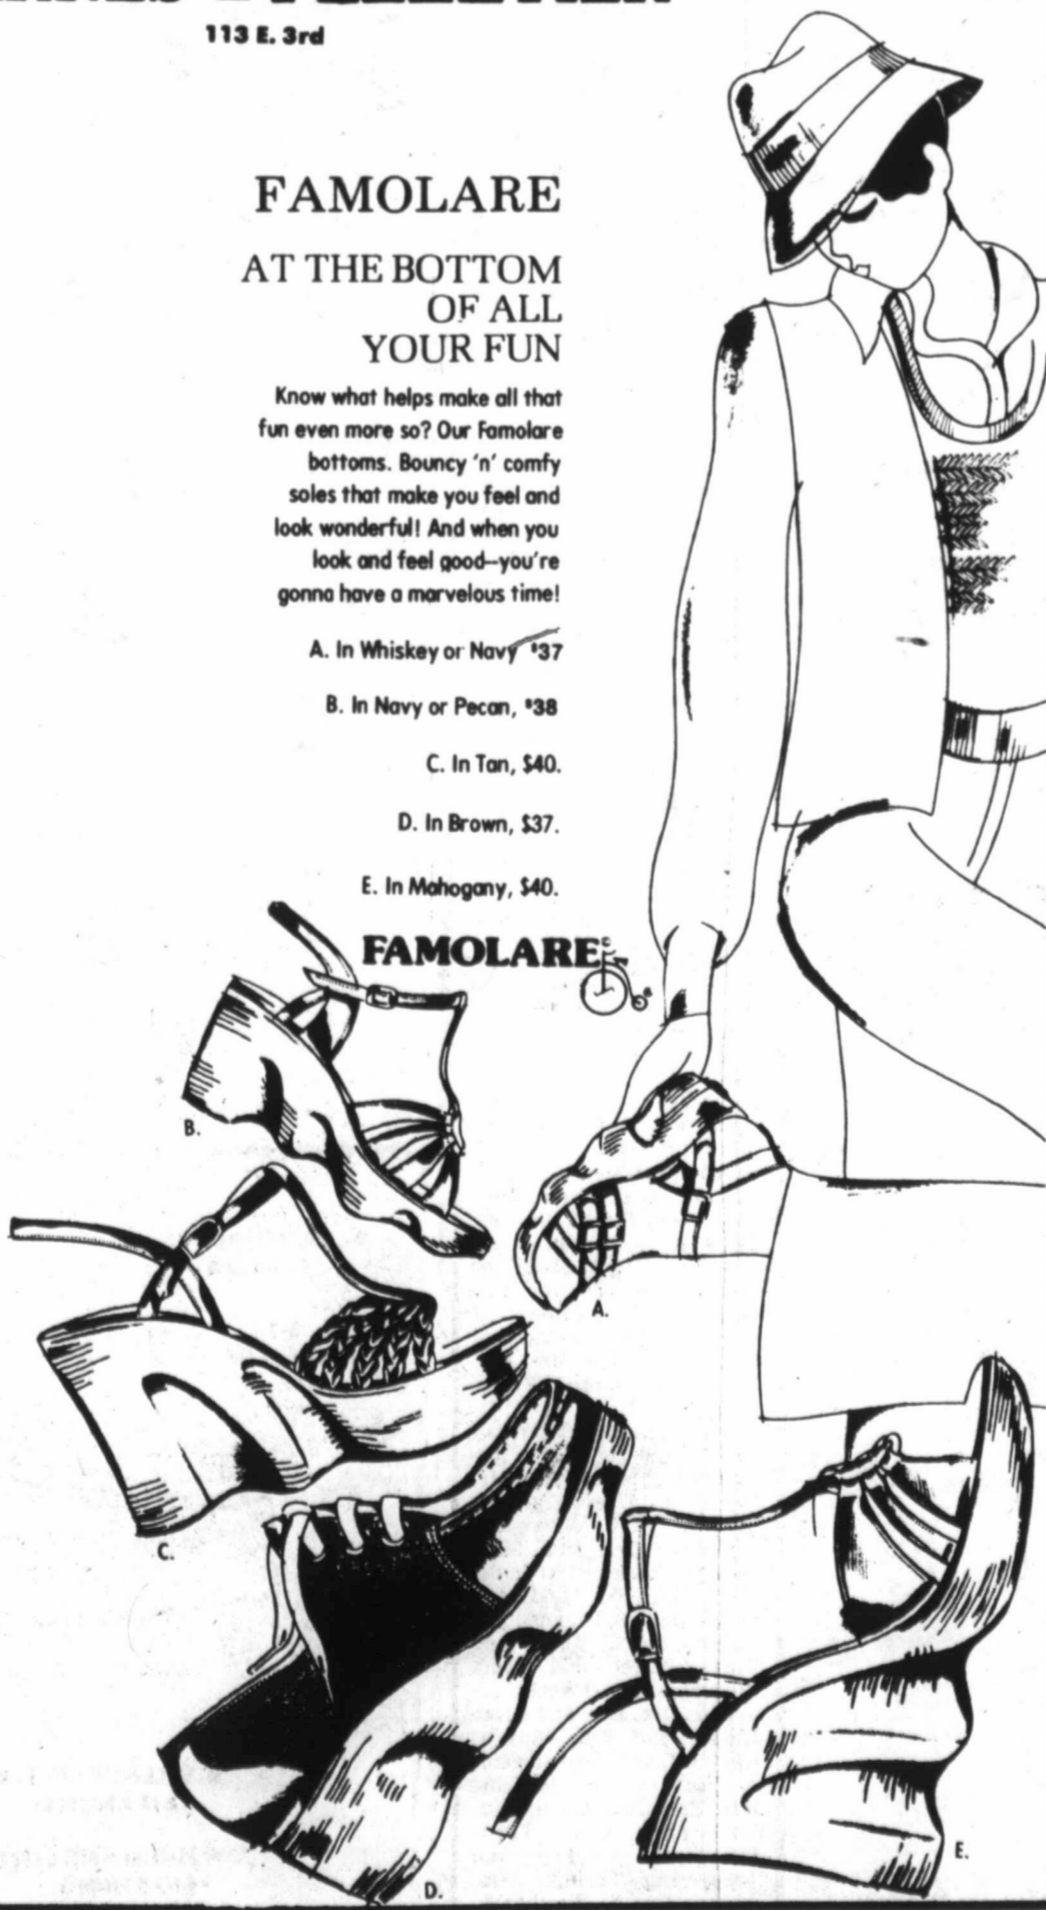 113 E. 3rd
FAMOLARE
AT THE BOTTOM
OF ALL
YOUR FUN
Know what helps make all that
fun even more so? Our Famolare
bottoms. Bouncy 'n' comfy
soles that make you feel and
look wonderful! And when you
look and feel good—you're
gonna have a marvelous time!
A. In Whiskey or Navy $37
B. In Navy or Pecan, $38
C. In Tan, $40.
D. In Brown, $37.
E. In Mahogany, $40.
FAMOLARE
B.
A.
C.
E.
D.